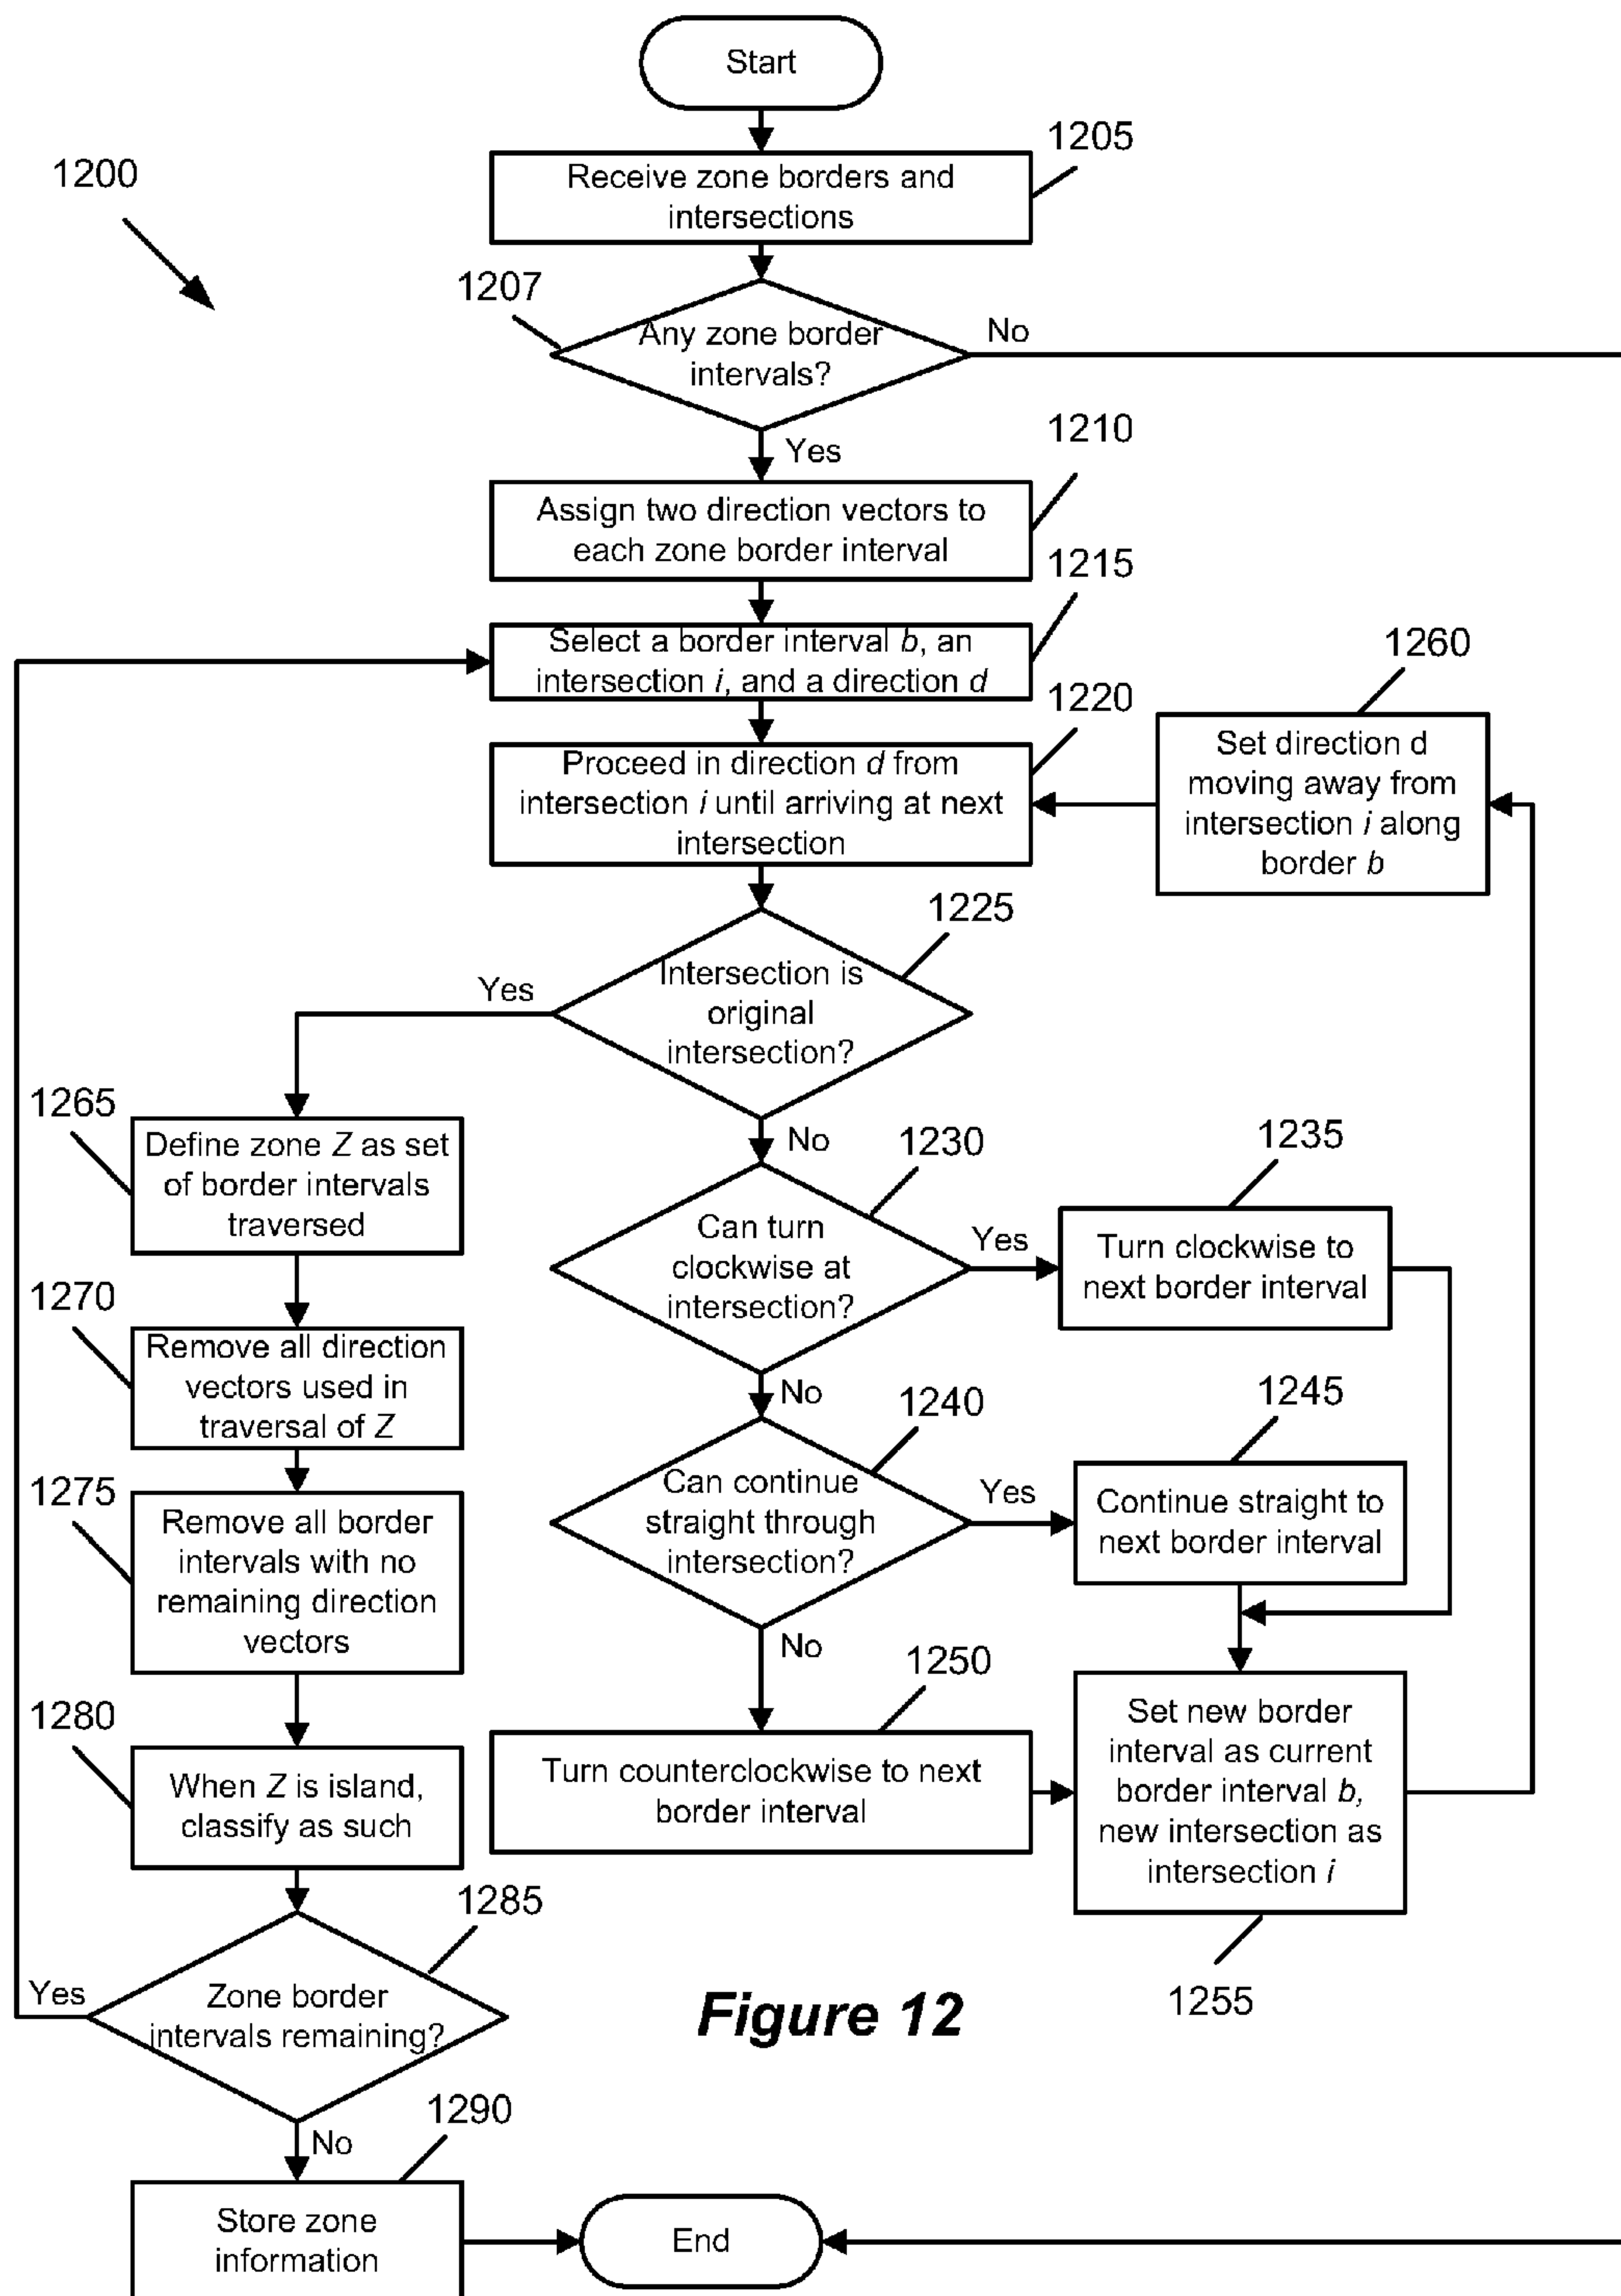 Start
1205
1200
Receive zone borders and
intersections
1207
Any zone border
intervals?
No
Yes
1210
Assign two direction vectors to
each zone border interval
1215
Select a border interval b, an
intersection i, and a direction d
1220
Proceed in direction d from
intersection i until arriving at next
intersection
1260
Set direction d
moving away from
intersection i along
border b
1225
Intersection is
original
intersection?
Yes
No
1265
Define zone Z as set
of border intervals
traversed
1230
Can turn
clockwise at
intersection?
Yes
1235
Turn clockwise to
next border interval
No
1270
Remove all direction
vectors used in
traversal of Z
1240
Can continue
straight through
intersection?
Yes
1245
Continue straight to
next border interval
No
1275
Remove all border
intervals with no
remaining direction
vectors
1250
Turn counterclockwise to next
border interval
Set new border
interval as current
border interval b,
new intersection as
intersection i
1255
1280
When Z is island,
classify as such
1285
Zone border
intervals remaining?
Yes
No
Figure 12
1290
Store zone
information
End